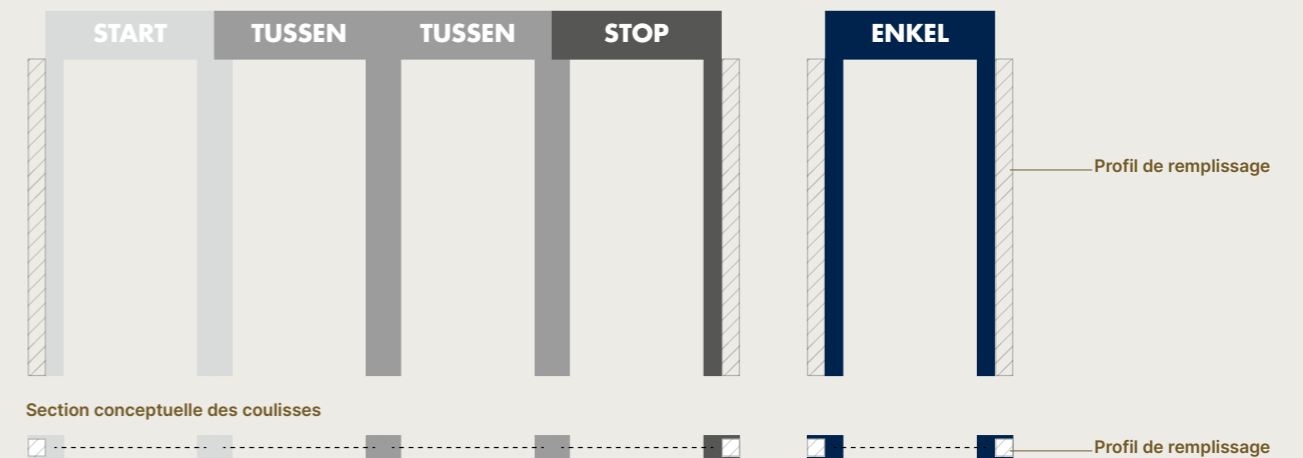 START
TUSSEN
TUSSEN
STOP
ENKEL
Profil de remplissage
Section conceptuelle des coulisses
Profil de remplissage